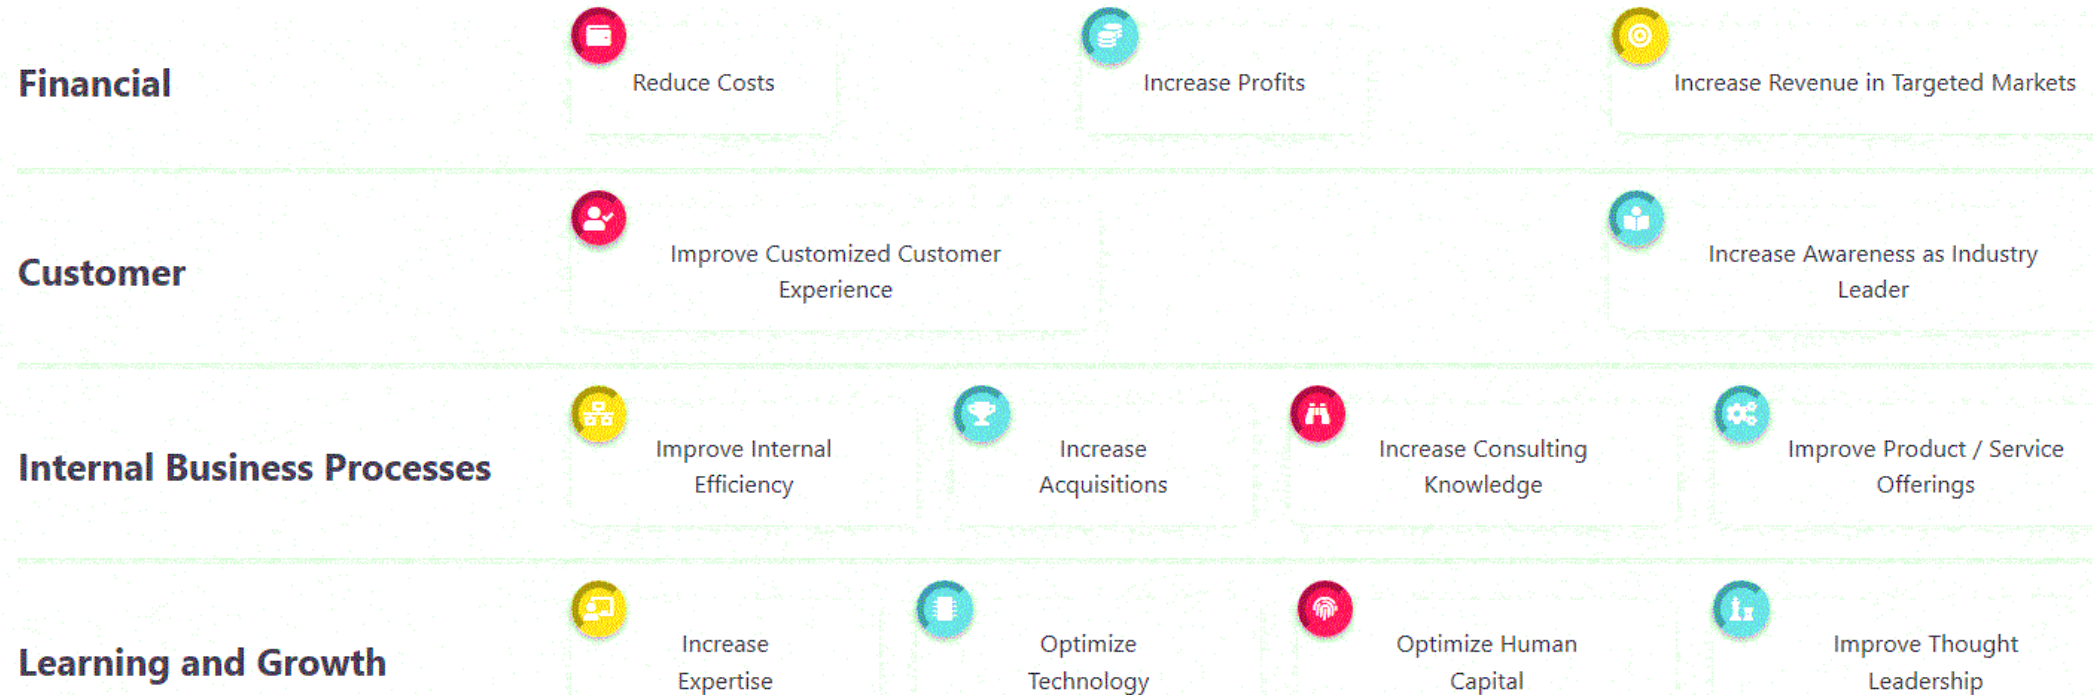 Financial
Reduce Costs
Increase Profits
Increase Revenue in Targeted Markets
Customer
Improve Customized Customer
Experience
Increase Awareness as Industry
Leader
Internal Business Processes
Improve Internal
Efficiency
Increase
Acquisitions
Increase Consulting
Knowledge
Improve Product / Service
Offerings
Learning and Growth
Increase
Expertise
Optimize
Technology
Optimize Human
Capital
Improve Thought
Leadership